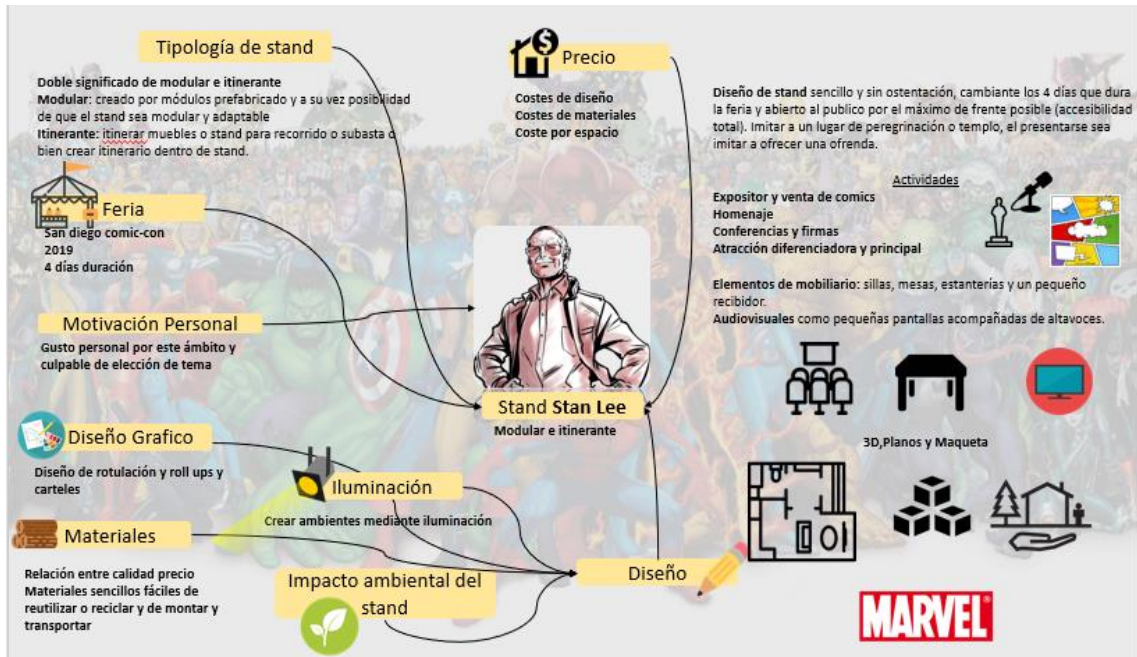 Tipología de stand
Doble significado de modular e itinerante
Modular: creado por módulos prefabricado y a su vez posibilidad
de que el stand sea modular y adaptable
Itinerante: itinerar muebles o stand para recorrido o subasta o
bien crear itinerario dentro de stand.
Feria
San diego comic-con
2019
4 días duración
Motivación Personal
Gusto personal por este ámbito y
culpable de elección de tema
Diseño Grafico
Diseño de rotulación y roll ups y
carteles
Materiales
Relación entre calidad precio
Materiales sencillos fáciles de
reutilizar o reciclar y de montar y
transportar
Iluminación
Crear ambientes mediante iluminación
Impacto ambiental del
stand
Precio
Costes de diseño
Costes de materiales
Coste por espacio
Stand Stan Lee
Modular e itinerante
Diseño
Diseño de stand sencillo y sin ostentación, cambiante los 4 días que dura
la feria y abierto al publico por el máximo de frente posible (accesibilidad
total). Imitar a un lugar de peregrinación o templo, el presentarse sea
imitar a ofrecer una ofrenda.
Actividades
Expositor y venta de comics
Homenaje
Conferencias y firmas
Atracción diferenciadora y principal
Elementos de mobiliario: sillas, mesas, estanterías y un pequeño
recibidor.
Audiovisuales como pequeñas pantallas acompañadas de altavoces.
3D,Planos y Maqueta
MARVEL